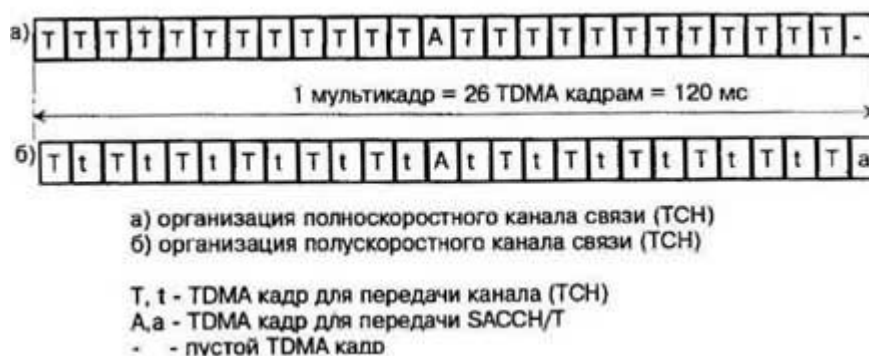 а) T T T T T T T T T T T T A T T T T T T T T T T T T -
1 мультикадр = 26 TDMA кадрам = 120 мс
б) T t T t T t T t T t T t A t T t T t T t T t T t T a
а) организация полноскоростного канала связи (TCH)
б) организация полускоростного канала связи (TCH)
T, t - TDMA кадр для передачи канала (TCH)
A,a - TDMA кадр для передачи SACCH/T
- - пустой TDMA кадр